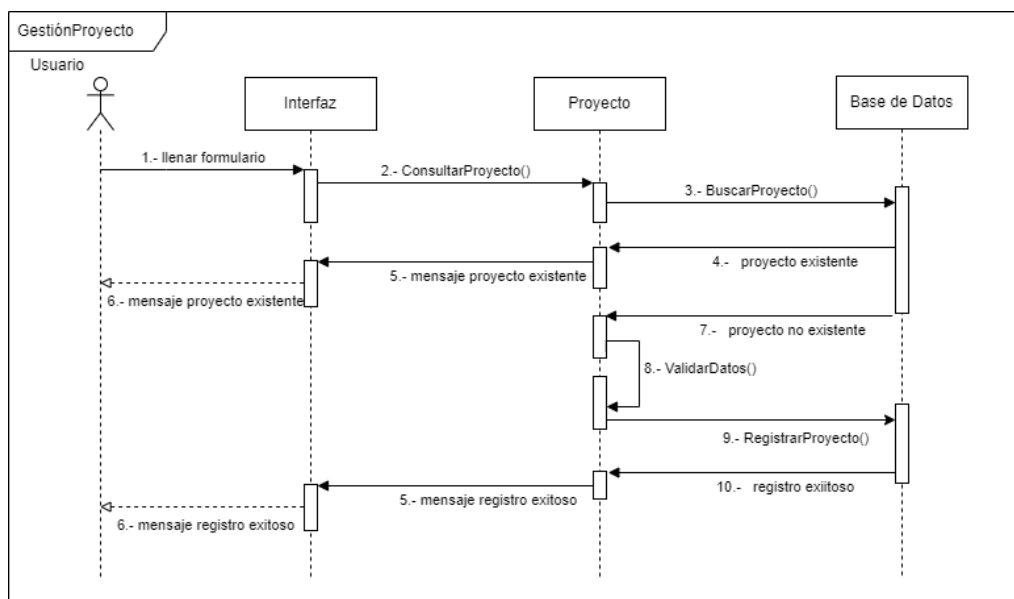 GestiónProyecto
Usuario
Interfaz
Proyecto
Base de Datos
1.- llenar formulario
2.- ConsultarProyecto()
3.- BuscarProyecto()
4.- proyecto existente
5.- mensaje proyecto existente
6.- mensaje proyecto existente
7.- proyecto no existente
8.- ValidarDatos()
9.- RegistrarProyecto()
10.- registro exiitoso
5.- mensaje registro exitoso
6.- mensaje registro exitoso